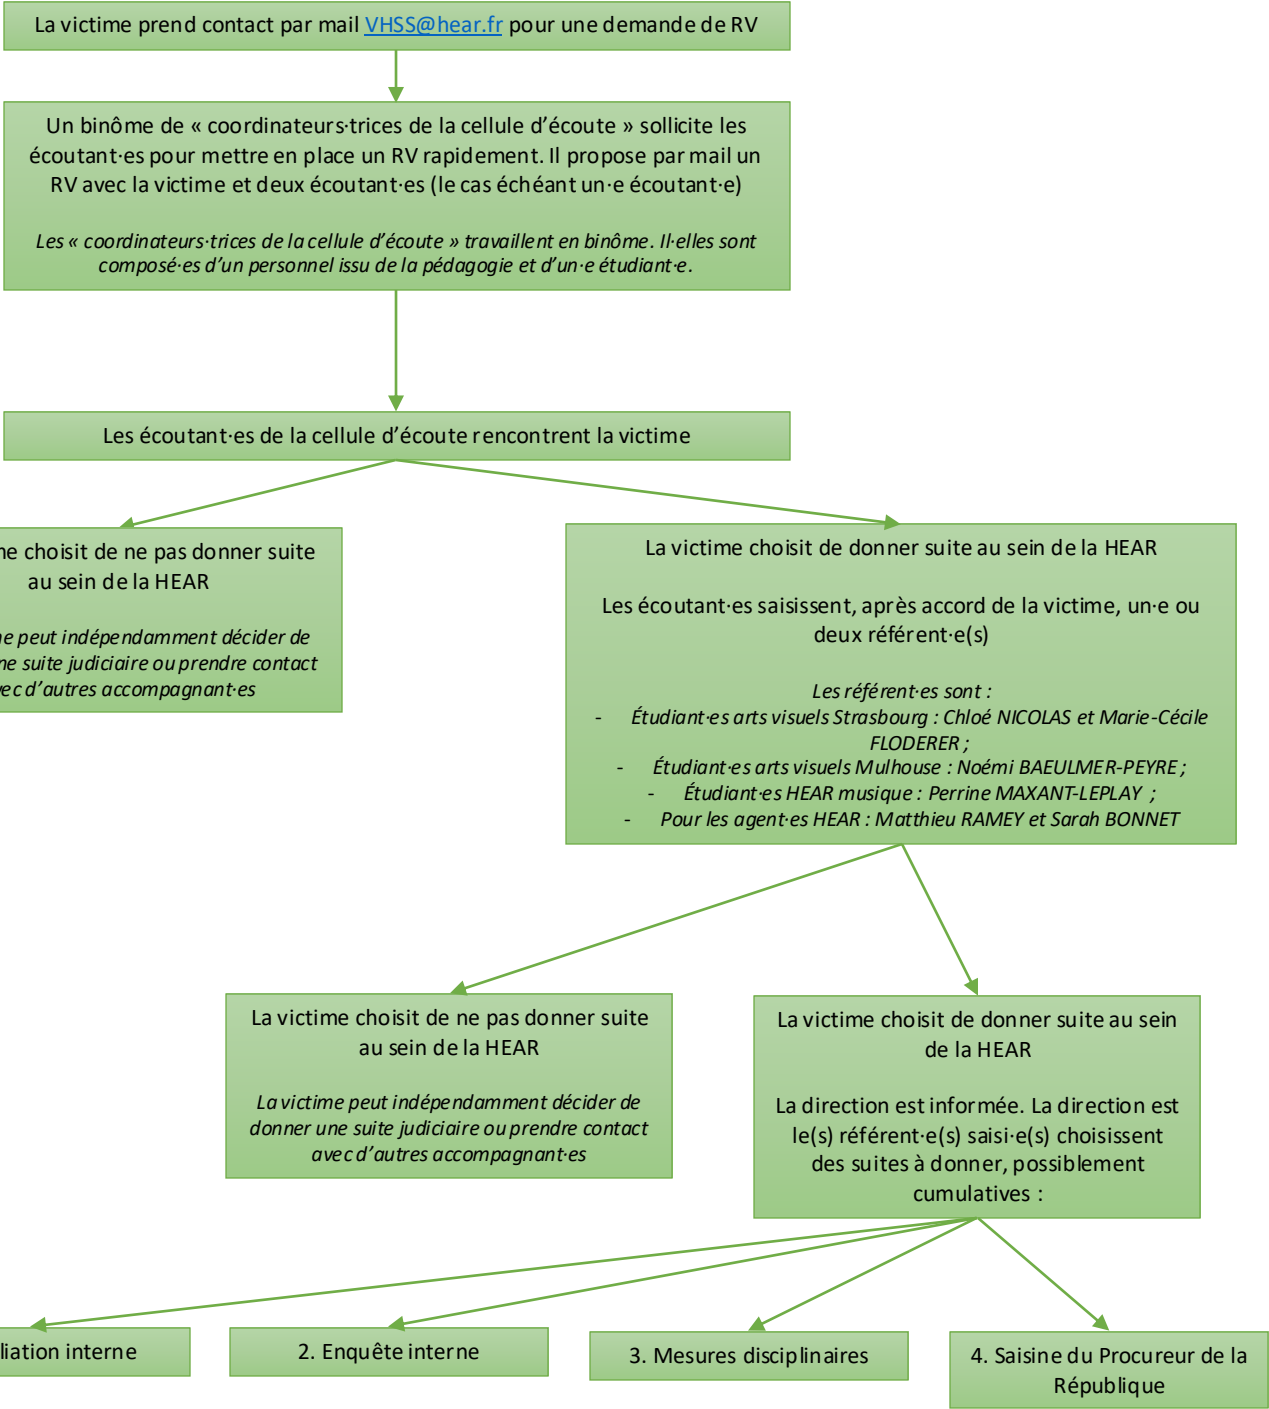 La victime prend contact par mail VHSS@hear.fr pour une demande de RV
Un binôme de « coordinateurs·trices de la cellule d'écoute » sollicite les
écoutant·es pour mettre en place un RV rapidement. Il propose par mail un
RV avec la victime et deux écoutant·es (le cas échéant un·e écoutant·e)
Les « coordinateurs·trices de la cellule d'écoute » travaillent en binôme. Il·elles sont
composé·es d'un personnel issu de la pédagogie et d'un·e étudiant·e.
Les écoutant·es de la cellule d'écoute rencontrent la victime
choisit de ne pas donner suite
au sein de la HEAR
peut indépendamment décider de
suite judiciaire ou prendre contact
d'autres accompagnant·es
La victime choisit de donner suite au sein de la HEAR
Les écoutant·es saisissent, après accord de la victime, un·e ou
deux référent·e(s)
Les référent·es sont :
- Étudiant·es arts visuels Strasbourg : Chloé NICOLAS et Marie-Cécile
FLODERER ;
- Étudiant·es arts visuels Mulhouse : Noémi BAEULMER-PEYRE ;
- Étudiant·es HEAR musique : Perrine MAXANT-LEPLAY ;
- Pour les agent·es HEAR : Matthieu RAMEY et Sarah BONNET
La victime choisit de ne pas donner suite
au sein de la HEAR
La victime peut indépendamment décider de
donner une suite judiciaire ou prendre contact
avec d'autres accompagnant·es
La victime choisit de donner suite au sein
de la HEAR
La direction est informée. La direction est
le(s) référent·e(s) saisi·e(s) choisissent
des suites à donner, possiblement
cumulatives :
interne
2. Enquête interne
3. Mesures disciplinaires
4. Saisine du Procureur de la
République